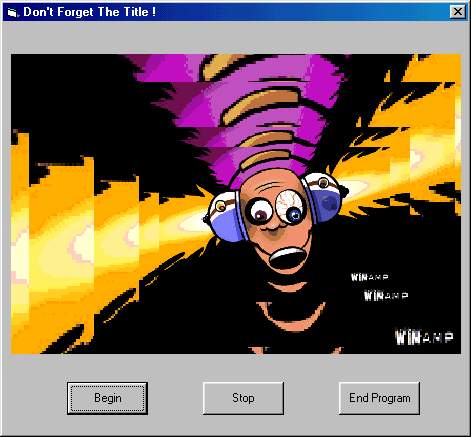 Don't Forget The Title !
WINAMP
WINAMP
WINAMP
Begin
Stop
End Program